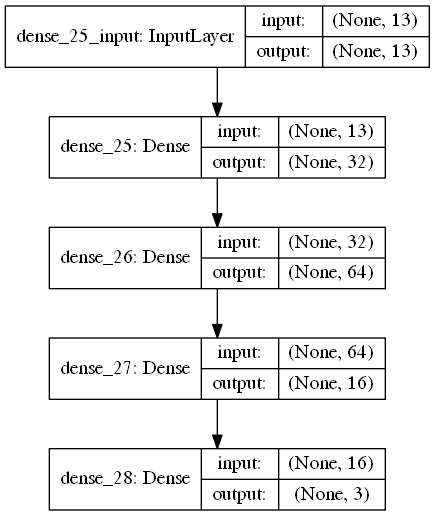 dense_25_input: InputLayer
input: (None, 13)
output: (None, 13)
dense_25: Dense
input: (None, 13)
output: (None, 32)
dense_26: Dense
input: (None, 32)
output: (None, 64)
dense_27: Dense
input: (None, 64)
output: (None, 16)
dense_28: Dense
input: (None, 16)
output: (None, 3)